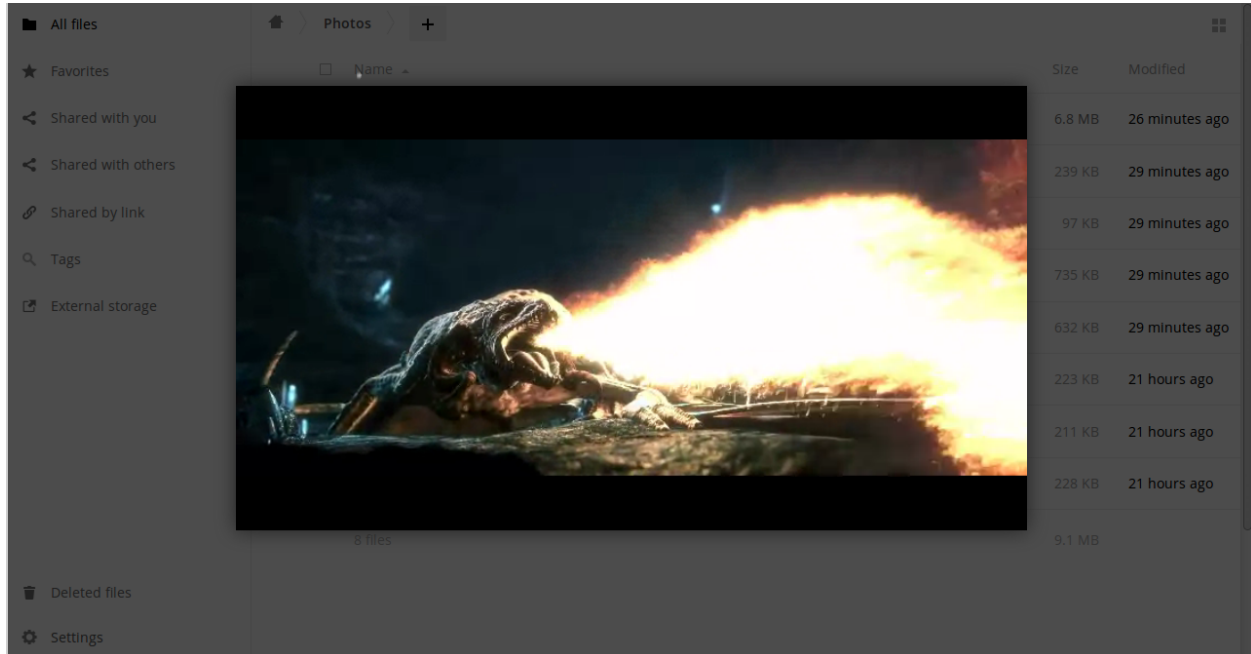 All files
Photos +
Favorites
Name
Size Modified
Shared with you
6.8 MB 26 minutes ago
Shared with others
239 KB 29 minutes ago
Shared by link
97 KB 29 minutes ago
Tags
735 KB 29 minutes ago
External storage
632 KB 29 minutes ago
223 KB 21 hours ago
211 KB 21 hours ago
228 KB 21 hours ago
8 files 9.1 MB
Deleted files
Settings